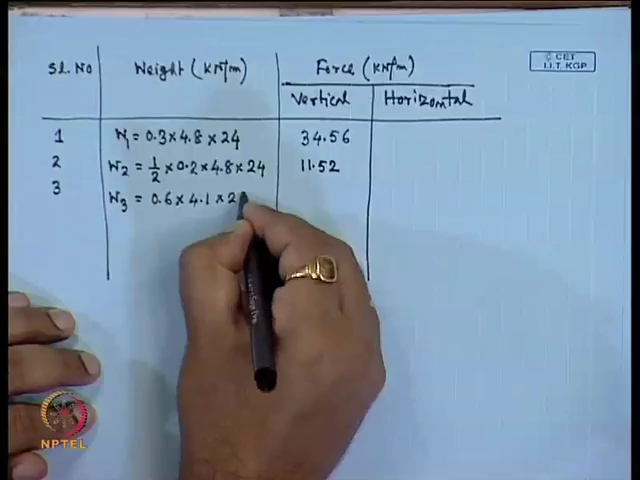 © CET
I.I.T. KGP
Sl. No Weight (KN/m) Force (KN/m)
Vertical Horizontal
1 W1 = 0.3 x 4.8 x 24 34.56
2 W2 = 1/2 x 0.2 x 4.8 x 24 11.52
3 W3 = 0.6 x 4.1 x 2
NPTEL